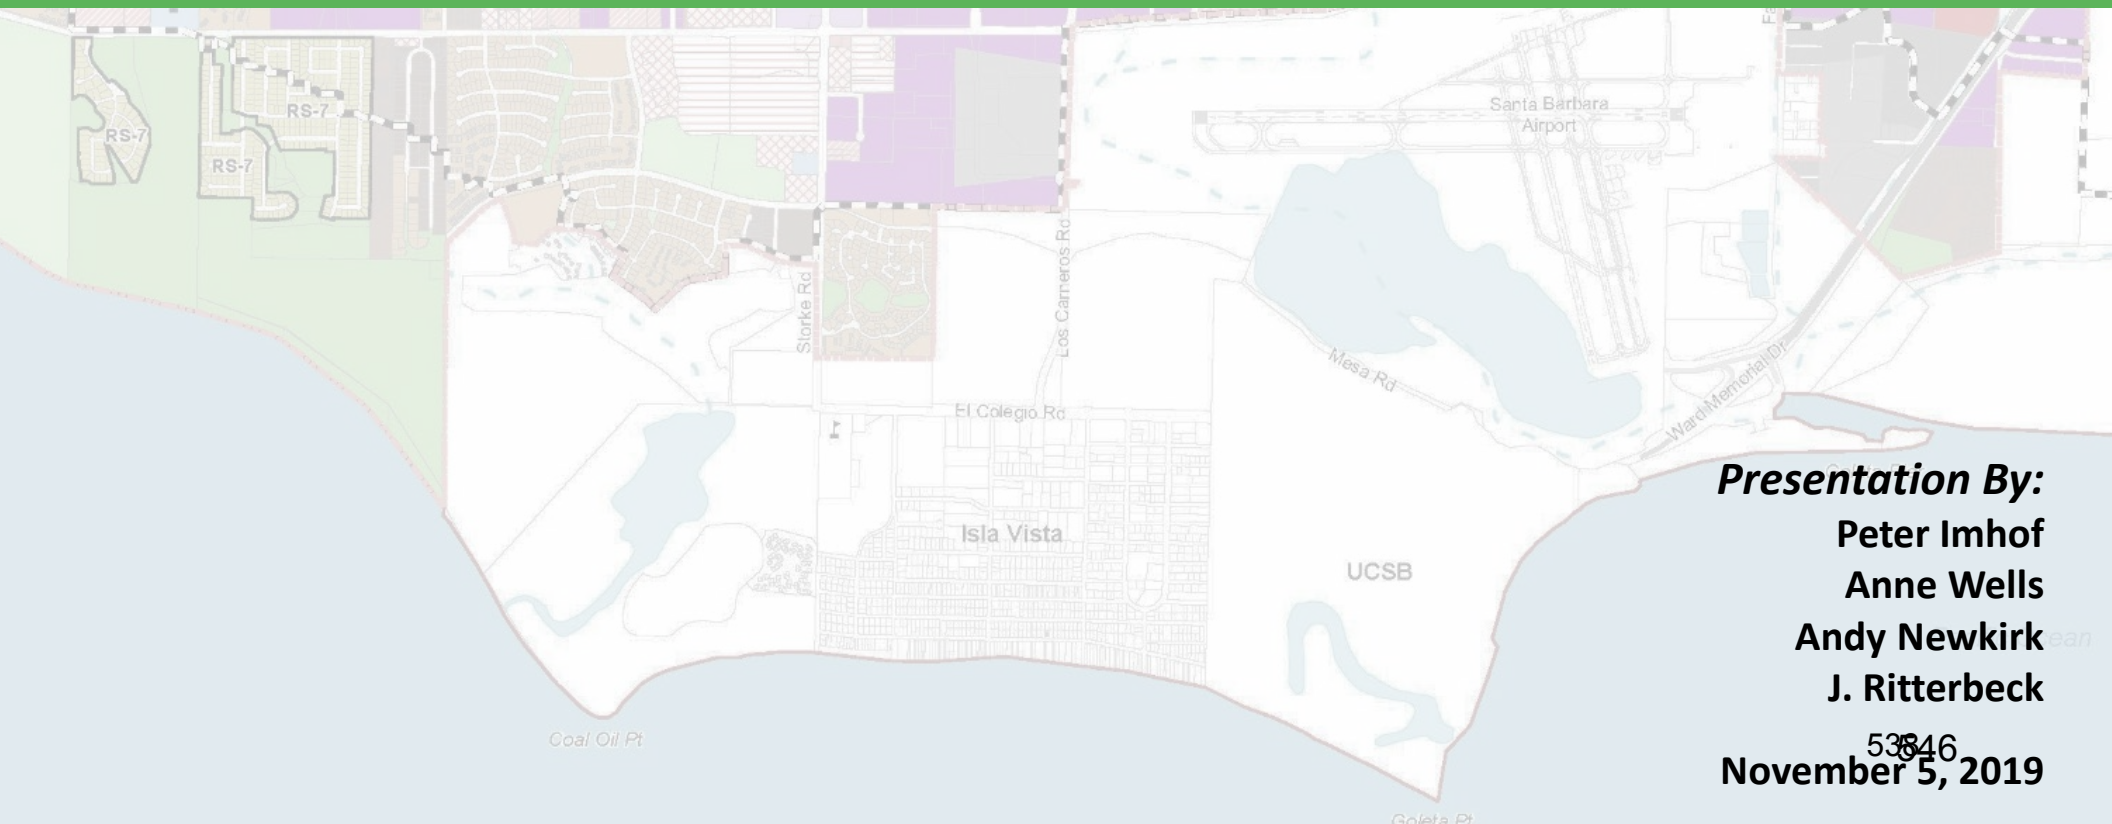 RS-7
RS-7
RS-7
Santa Barbara
Airport
Storke Rd
Los Carneros Rd
Mesa Rd
Ward Memorial Dr
El Colegio Rd
Isla Vista
UCSB
Coal Oil Pt
Goleta Pt
Presentation By:
Peter Imhof
Anne Wells
Andy Newkirk
J. Ritterbeck
November 5, 2019